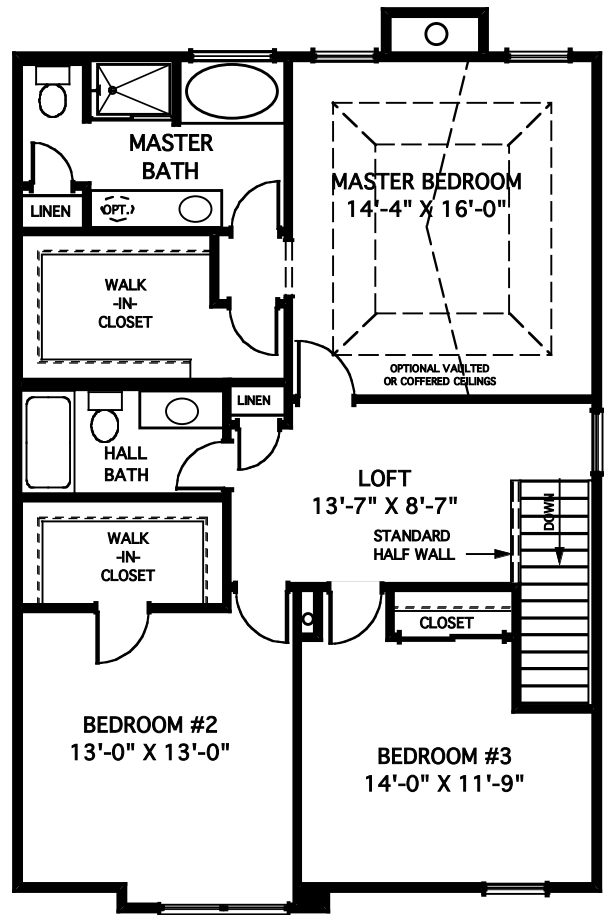 MASTER
BATH
LINEN
OPT.
MASTER BEDROOM
14'-4" X 16'-0"
WALK
-IN-
CLOSET
OPTIONAL VAULTED
OR COFFERED CEILINGS
LINEN
HALL
BATH
LOFT
13'-7" X 8'-7"
DOWN
STANDARD
HALF WALL
WALK
-IN-
CLOSET
CLOSET
BEDROOM #2
13'-0" X 13'-0"
BEDROOM #3
14'-0" X 11'-9"